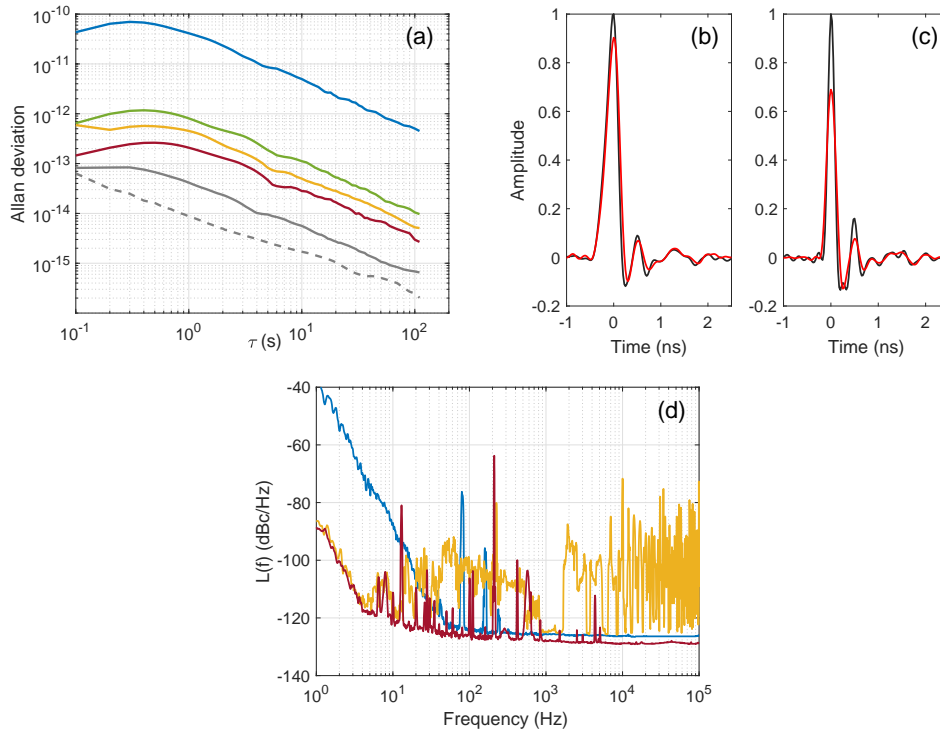 (a)
Allan deviation
10^-10
10^-11
10^-12
10^-13
10^-14
10^-15
10^-1 10^0 10^1 10^2
τ (s)
(b)
Amplitude
1
0.8
0.6
0.4
0.2
0
-0.2
-1 0 1 2
Time (ns)
(c)
1
0.8
0.6
0.4
0.2
0
-0.2
-1 0 1 2
Time (ns)
(d)
L(f) (dBc/Hz)
-40
-60
-80
-100
-120
-140
10^0 10^1 10^2 10^3 10^4 10^5
Frequency (Hz)